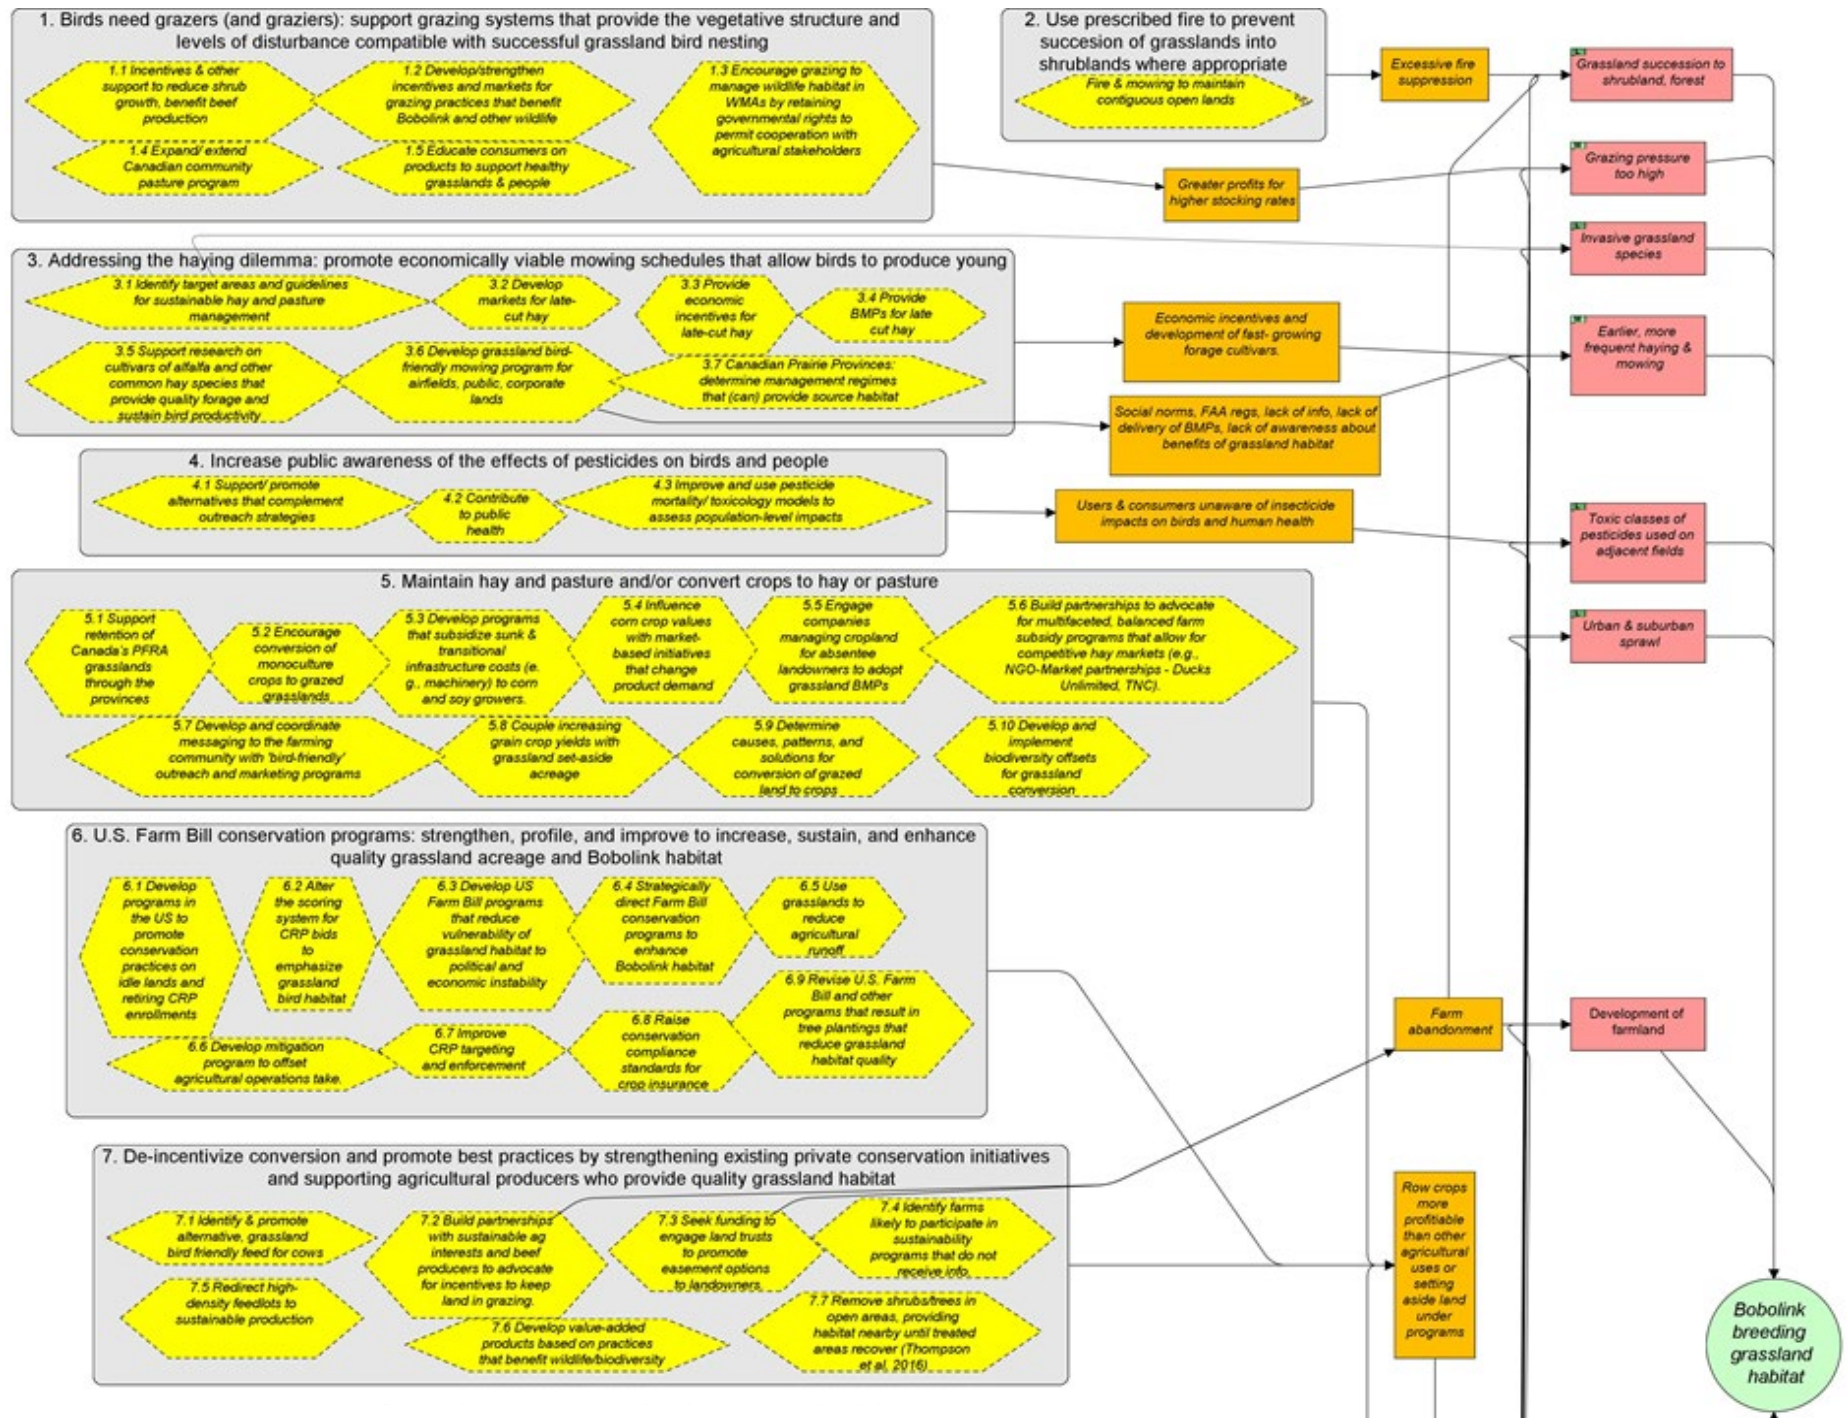 1. Birds need grazers (and graziers): support grazing systems that provide the vegetative structure and
levels of disturbance compatible with successful grassland bird nesting
1.1 Incentives & other
support to reduce shrub
growth, benefit beef
production
1.2 Develop/strengthen
incentives and markets for
grazing practices that benefit
Bobolink and other wildlife
1.3 Encourage grazing to
manage wildlife habitat in
WMAs by retaining
governmental rights to
permit cooperation with
agricultural stakeholders
1.4 Expand/ extend
Canadian community
pasture program
1.5 Educate consumers on
products to support healthy
grasslands & people
2. Use prescribed fire to prevent
succesion of grasslands into
shrublands where appropriate
Fire & mowing to maintain
contiguous open lands
Excessive fire
suppression
Grassland succession to
shrubland, forest
Greater profits for
higher stocking rates
Grazing pressure
too high
Invasive grassland
species
3. Addressing the haying dilemma: promote economically viable mowing schedules that allow birds to produce young
3.1 Identify target areas and guidelines
for sustainable hay and pasture
management
3.2 Develop
markets for late-
cut hay
3.3 Provide
economic
incentives for
late-cut hay
3.4 Provide
BMPs for late
cut hay
3.5 Support research on
cultivars of alfalfa and other
common hay species that
provide quality forage and
sustain bird productivity
3.6 Develop grassland bird-
friendly mowing program for
airfields, public, corporate
lands
3.7 Canadian Prairie Provinces:
determine management regimes
that (can) provide source habitat
Economic incentives and
development of fast- growing
forage cultivars.
Earlier, more
frequent haying &
mowing
Social norms, FAA regs, lack of info, lack of
delivery of BMPs, lack of awareness about
benefits of grassland habitat
4. Increase public awareness of the effects of pesticides on birds and people
4.1 Support/ promote
alternatives that complement
outreach strategies
4.2 Contribute
to public
health
4.3 Improve and use pesticide
mortality/ toxicology models to
assess population-level impacts
Users & consumers unaware of insecticide
impacts on birds and human health
Toxic classes of
pesticides used on
adjacent fields
Urban & suburban
sprawl
5. Maintain hay and pasture and/or convert crops to hay or pasture
5.1 Support
retention of
Canada's PFRA
grasslands
through the
provinces
5.2 Encourage
conversion of
monoculture
crops to grazed
grasslands
5.3 Develop programs
that subsidize sunk &
transitional
infrastructure costs (e.
g., machinery) to corn
and soy growers.
5.4 Influence
corn crop values
with market-
based initiatives
that change
product demand
5.5 Engage
companies
managing cropland
for absentee
landowners to adopt
grassland BMPs
5.6 Build partnerships to advocate
for multifaceted, balanced farm
subsidy programs that allow for
competitive hay markets (e.g.,
NGO-Market partnerships - Ducks
Unlimited, TNC).
5.7 Develop and coordinate
messaging to the farming
community with 'bird-friendly'
outreach and marketing programs
5.8 Couple increasing
grain crop yields with
grassland set-aside
acreage
5.9 Determine
causes, patterns, and
solutions for
conversion of grazed
land to crops
5.10 Develop and
implement
biodiversity offsets
for grassland
conversion
6. U.S. Farm Bill conservation programs: strengthen, profile, and improve to increase, sustain, and enhance
quality grassland acreage and Bobolink habitat
6.1 Develop
programs in
the US to
promote
conservation
practices on
idle lands and
retiring CRP
enrollments
6.2 Alter
the scoring
system for
CRP bids
to
emphasize
grassland
bird habitat
6.3 Develop US
Farm Bill programs
that reduce
vulnerability of
grassland habitat to
political and
economic instability
6.4 Strategically
direct Farm Bill
conservation
programs to
enhance
Bobolink habitat
6.5 Use
grasslands to
reduce
agricultural
runoff
6.6 Develop mitigation
program to offset
agricultural operations take.
6.7 Improve
CRP targeting
and enforcement
6.8 Raise
conservation
compliance
standards for
crop insurance
6.9 Revise U.S. Farm
Bill and other
programs that result in
tree plantings that
reduce grassland
habitat quality
Farm
abandonment
Development of
farmland
7. De-incentivize conversion and promote best practices by strengthening existing private conservation initiatives
and supporting agricultural producers who provide quality grassland habitat
7.1 Identify & promote
alternative, grassland
bird friendly feed for cows
7.2 Build partnerships
with sustainable ag
interests and beef
producers to advocate
for incentives to keep
land in grazing.
7.3 Seek funding to
engage land trusts
to promote
easement options
to landowners.
7.4 Identify farms
likely to participate in
sustainability
programs that do not
receive info.
7.5 Redirect high-
density feedlots to
sustainable production
7.6 Develop value-added
products based on practices
that benefit wildlife/biodiversity
7.7 Remove shrubs/trees in
open areas, providing
habitat nearby until treated
areas recover (Thompson
et al. 2016)
Row crops
more
profitiable
than other
agricultural
uses or
setting
aside land
under
programs
Bobolink
breeding
grassland
habitat